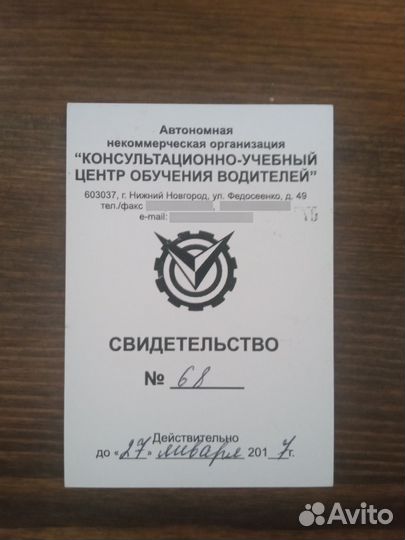 Автономная
некоммерческая организация
“КОНСУЛЬТАЦИОННО-УЧЕБНЫЙ
ЦЕНТР ОБУЧЕНИЯ ВОДИТЕЛЕЙ”
603037, г. Нижний Новгород, ул. Федосеенко, д. 49
тел./факс
e-mail:
СВИДЕТЕЛЬСТВО
№ 68
Действительно
до «27» января 2017г.
Avito